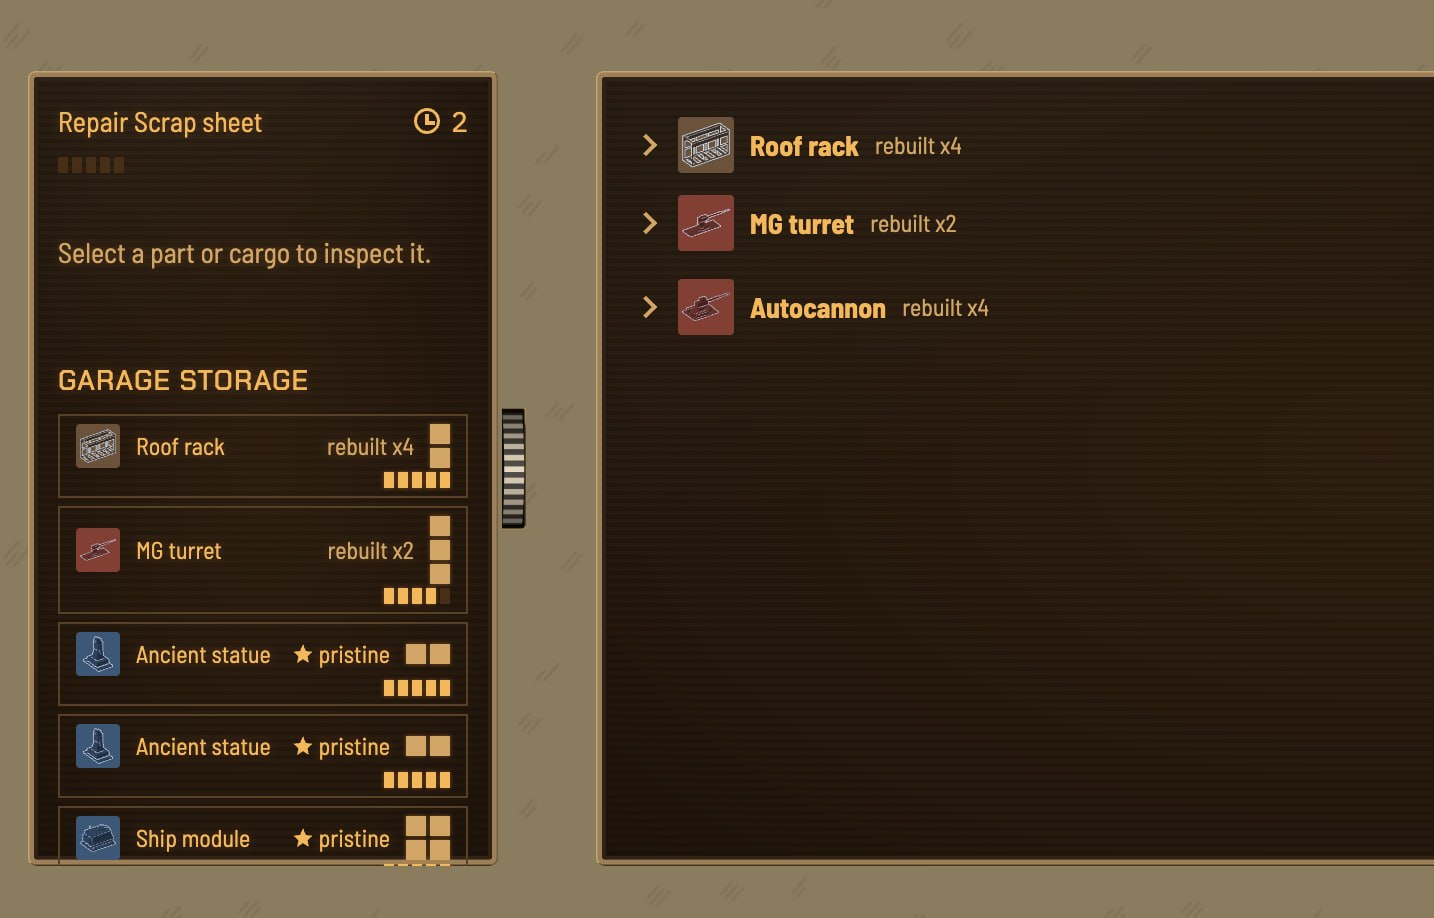 Repair Scrap sheet 2
Select a part or cargo to inspect it.
GARAGE STORAGE
Roof rack rebuilt x4
MG turret rebuilt x2
Ancient statue ★ pristine
Ancient statue ★ pristine
Ship module ★ pristine
Roof rack rebuilt x4
MG turret rebuilt x2
Autocannon rebuilt x4